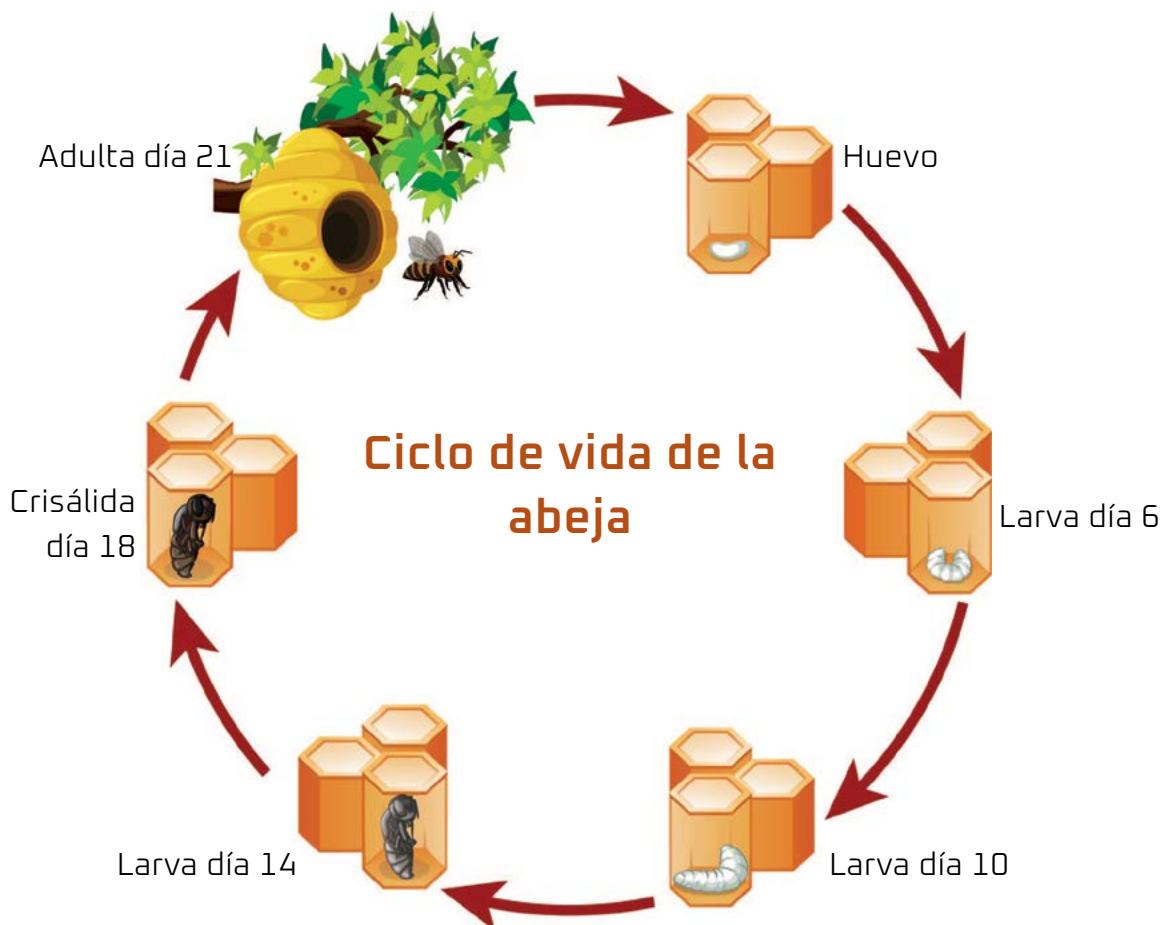 Adulta día 21
Huevo
Ciclo de vida de la
abeja
Crisálida
día 18
Larva día 6
Larva día 14
Larva día 10